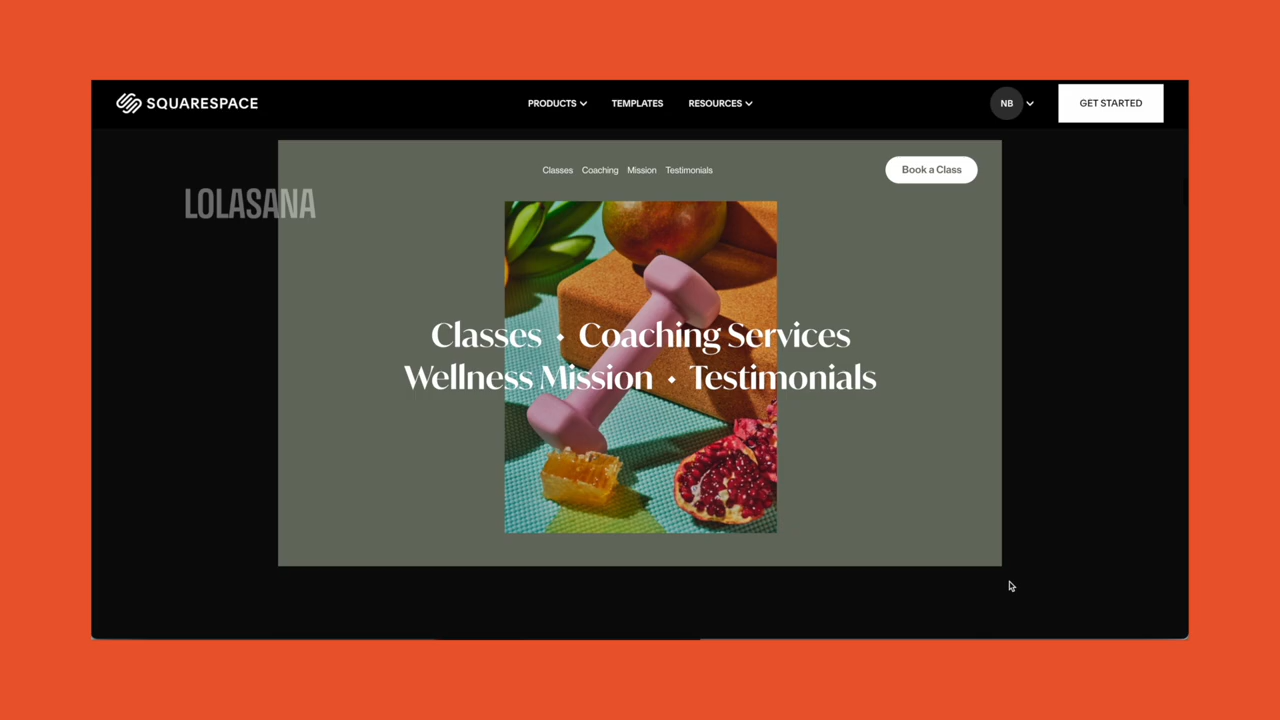 SQUARESPACE
PRODUCTS TEMPLATES RESOURCES
NB
GET STARTED
Classes Coaching Mission Testimonials
Book a Class
LOLASANA
Classes • Coaching Services
Wellness Mission • Testimonials